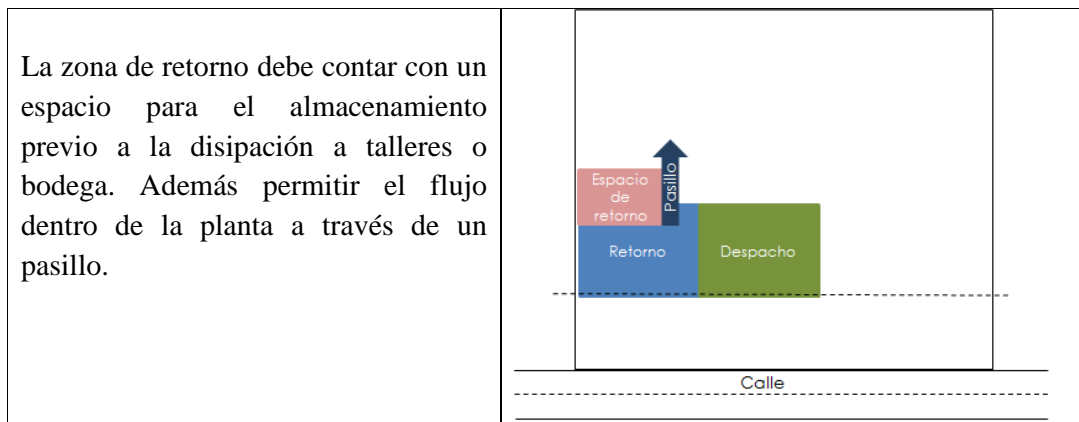 La zona de retorno debe contar con un
espacio para el almacenamiento
previo a la disipación a talleres o
bodega. Además permitir el flujo
dentro de la planta a través de un
pasillo.
Espacio
de
retorno
Pasillo
Retorno
Despacho
Calle